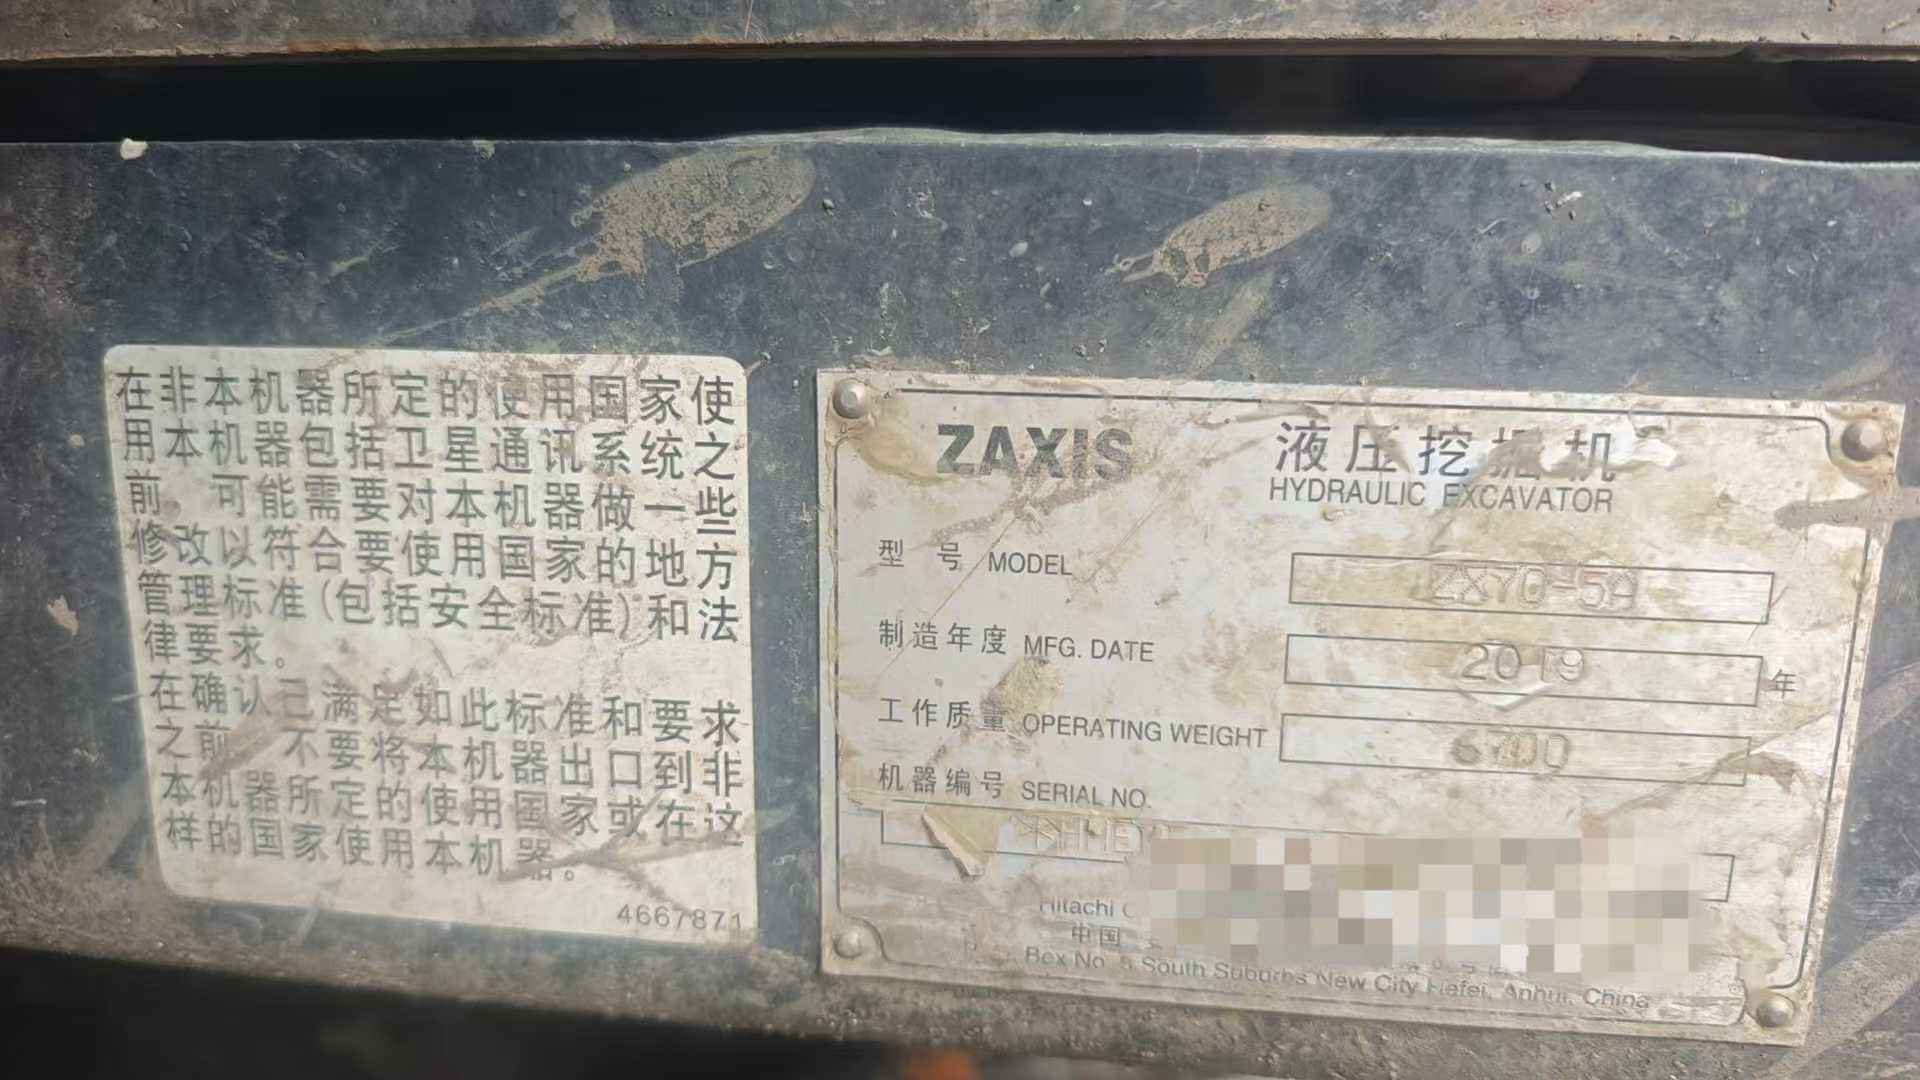 在非本机器所定的使用国家使
用本机器包括卫星通讯系统之
前。可能需要对本机器做一些
修改以符合要使用国家的地方
管理标准(包括安全标准)和法
律要求。
在确认已满足如此标准和要求
之前 不要将本机器出口到非
本机器所定的使用国家或在这
样的国家使用本机器。
4667871
ZAXIS
液压挖掘机
HYDRAULIC EXCAVATOR
型号 MODEL
ZX70-5A
制造年度 MFG. DATE
2019
年
工作质量 OPERATING WEIGHT
6700
机器编号 SERIAL NO.
*HHE
Hitachi C
中国
Box No. South Suburbs New City Hefei, Anhui, China